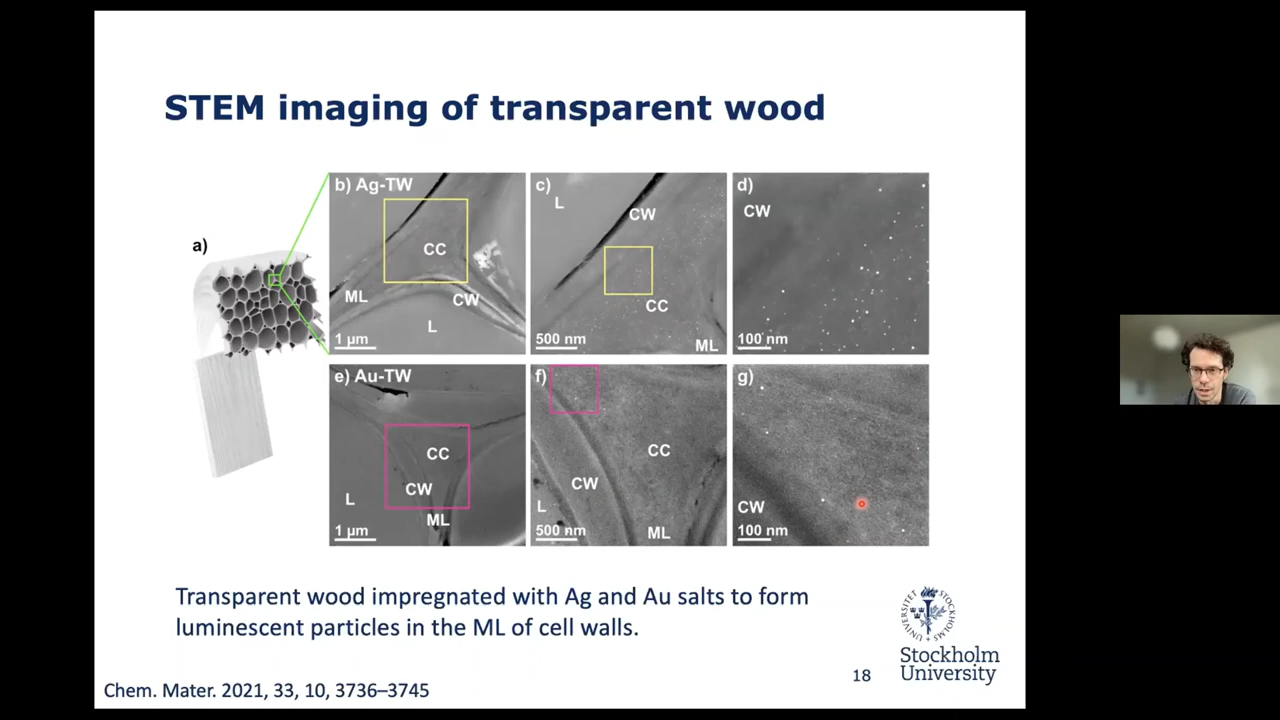 STEM imaging of transparent wood
a)
b) Ag-TW
CC
ML
CW
L
1 µm
c)
L
CW
CC
500 nm
ML
d)
CW
100 nm
e) Au-TW
CC
CW
L
ML
1 µm
f)
CC
CW
L
500 nm
ML
g)
CW
100 nm
Transparent wood impregnated with Ag and Au salts to form
luminescent particles in the ML of cell walls.
STOCKHOLMS UNIVERSITET
Stockholm
University
18
Chem. Mater. 2021, 33, 10, 3736–3745